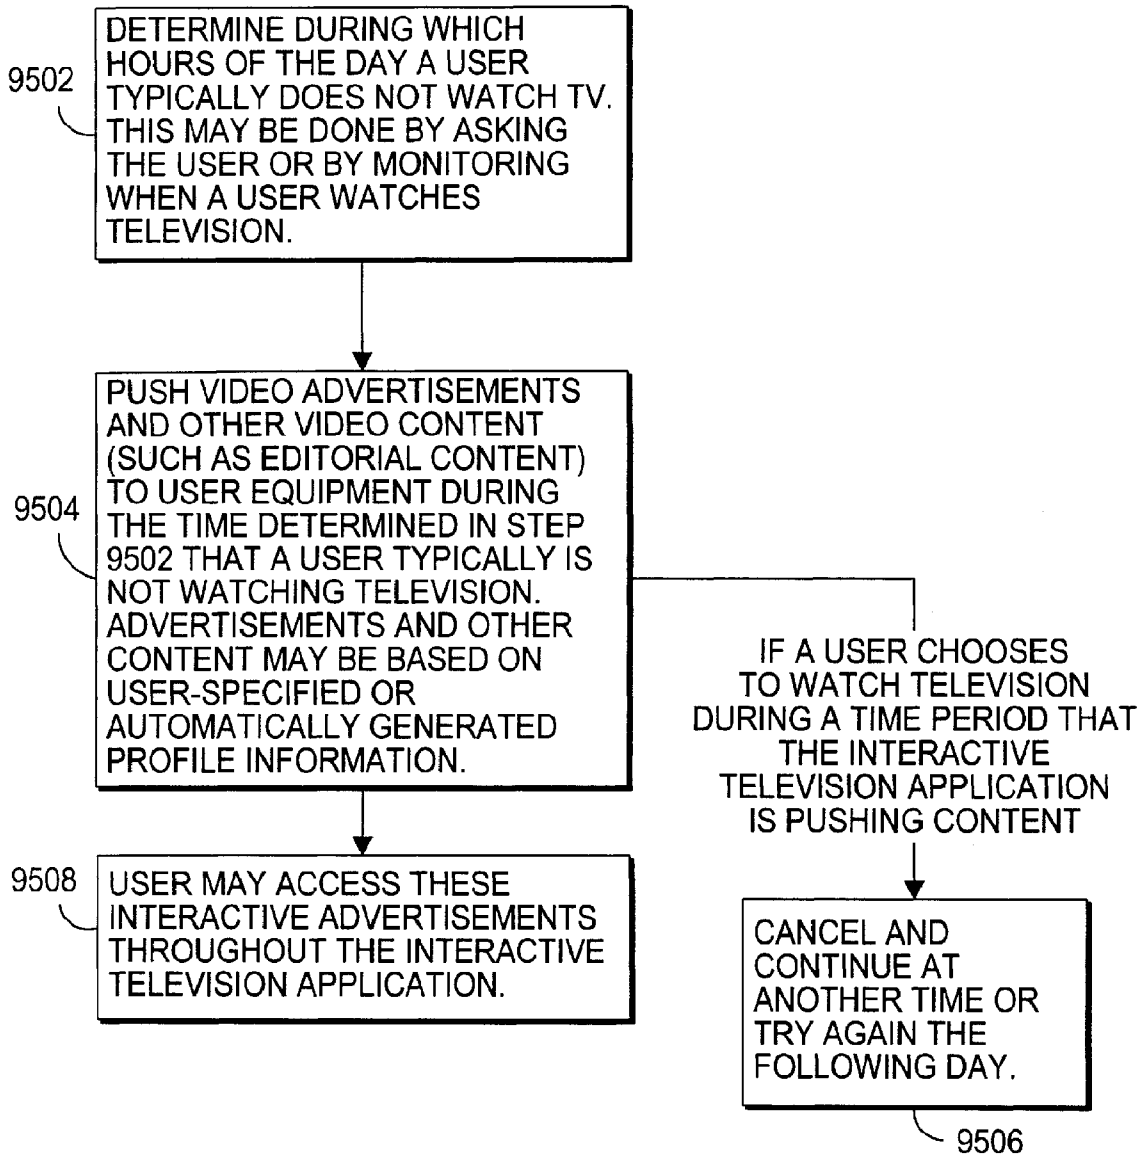 9502
DETERMINE DURING WHICH
HOURS OF THE DAY A USER
TYPICALLY DOES NOT WATCH TV.
THIS MAY BE DONE BY ASKING
THE USER OR BY MONITORING
WHEN A USER WATCHES
TELEVISION.
9504
PUSH VIDEO ADVERTISEMENTS
AND OTHER VIDEO CONTENT
(SUCH AS EDITORIAL CONTENT)
TO USER EQUIPMENT DURING
THE TIME DETERMINED IN STEP
9502 THAT A USER TYPICALLY IS
NOT WATCHING TELEVISION.
ADVERTISEMENTS AND OTHER
CONTENT MAY BE BASED ON
USER-SPECIFIED OR
AUTOMATICALLY GENERATED
PROFILE INFORMATION.
IF A USER CHOOSES
TO WATCH TELEVISION
DURING A TIME PERIOD THAT
THE INTERACTIVE
TELEVISION APPLICATION
IS PUSHING CONTENT
9508
USER MAY ACCESS THESE
INTERACTIVE ADVERTISEMENTS
THROUGHOUT THE INTERACTIVE
TELEVISION APPLICATION.
CANCEL AND
CONTINUE AT
ANOTHER TIME OR
TRY AGAIN THE
FOLLOWING DAY.
9506